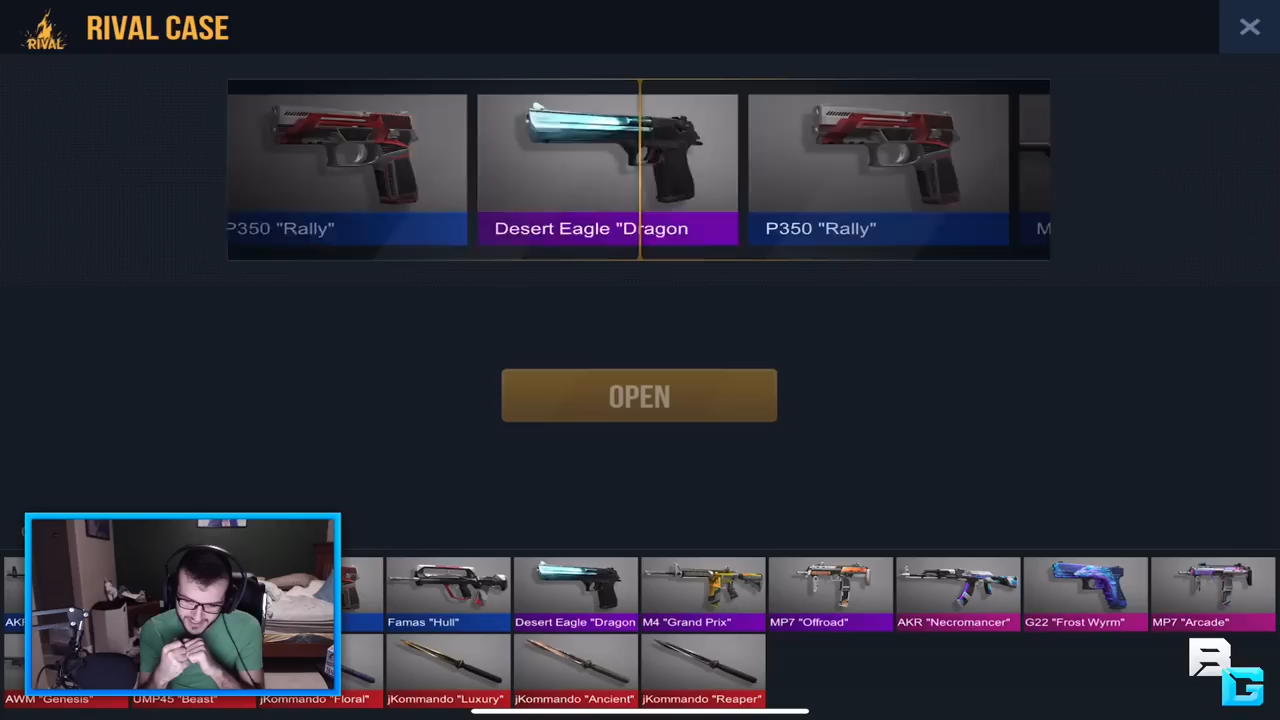 RIVAL
RIVAL CASE
P350 "Rally"
Desert Eagle "Dragon
P350 "Rally"
M
OPEN
AKR
Famas "Hull"
Desert Eagle "Dragon
M4 "Grand Prix"
MP7 "Offroad"
AKR "Necromancer"
G22 "Frost Wyrm"
MP7 "Arcade"
AWM "Genesis"
UMP45 "Beast"
jKommando "Floral"
jKommando "Luxury"
jKommando "Ancient"
jKommando "Reaper"
B
G